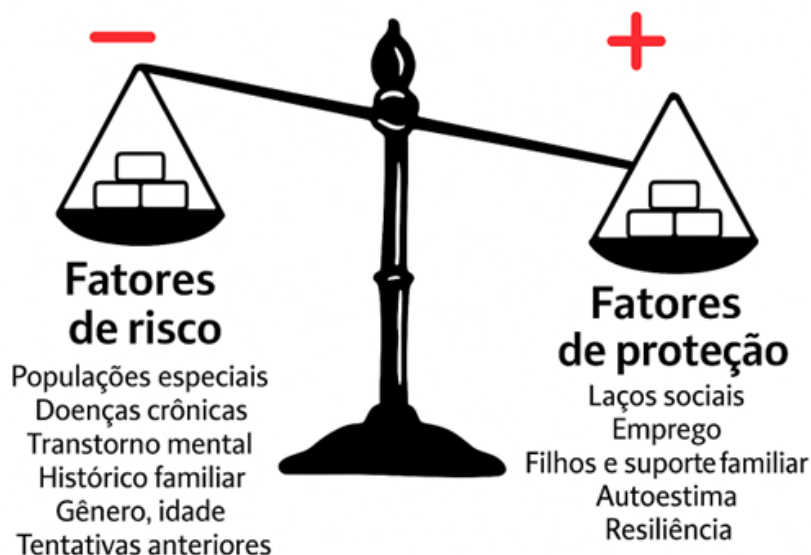 −
+
Fatores
de risco
Populações especiais
Doenças crônicas
Transtorno mental
Histórico familiar
Gênero, idade
Tentativas anteriores
Fatores
de proteção
Laços sociais
Emprego
Filhos e suporte familiar
Autoestima
Resiliência